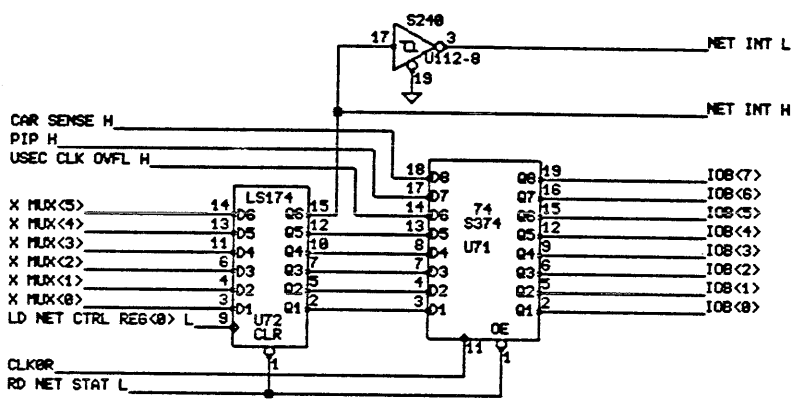 S240
17 3 NET INT L
U112-8
19
NET INT H
CAR SENSE H
PIP H
USEC CLK OVFL H
18 D8 Q8 19 IOB<7>
17 D7 Q7 16 IOB<6>
X MUX<5> 14 D6 LS174 Q6 15 14 D6 74 Q6 15 IOB<5>
X MUX<4> 13 D5 Q5 12 13 D5 S374 Q5 12 IOB<4>
X MUX<3> 11 D4 Q4 10 8 D4 U71 Q4 9 IOB<3>
X MUX<2> 6 D3 Q3 7 7 D3 Q3 6 IOB<2>
X MUX<1> 4 D2 Q2 5 4 D2 Q2 5 IOB<1>
X MUX<0> 3 D1 Q1 2 3 D1 Q1 2 IOB<0>
LD NET CTRL REG<0> L 9 U72 OE
CLR
CLK0R 1 11 1
RD NET STAT L